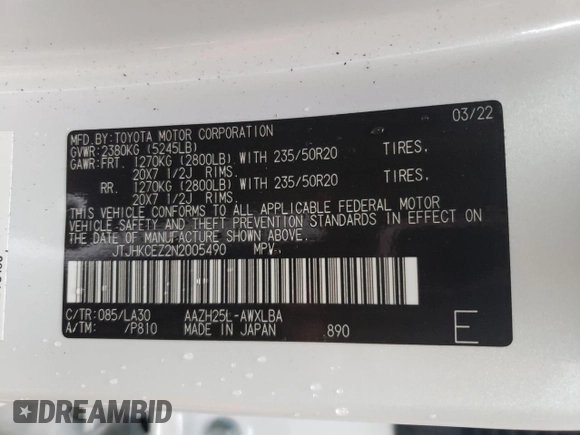 MFD.BY:TOYOTA MOTOR CORPORATION 03/22
GVWR:2380KG (5245LB)
GAWR:FRT. 1270KG (2800LB) WITH 235/50R20 TIRES.
20X7 1/2J RIMS.
RR. 1270KG (2800LB) WITH 235/50R20 TIRES.
20X7 1/2J RIMS.
THIS VEHICLE CONFORMS TO ALL APPLICABLE FEDERAL MOTOR
VEHICLE SAFETY AND THEFT PREVENTION STANDARDS IN EFFECT ON
THE DATE OF MANUFACTURE SHOWN ABOVE.
JTJHKCEZ2N2005490 MPV
C/TR:085/LA30 AAZH25L-AWXLBA
A/TM: /P810 MADE IN JAPAN 890 E
DREAMBID